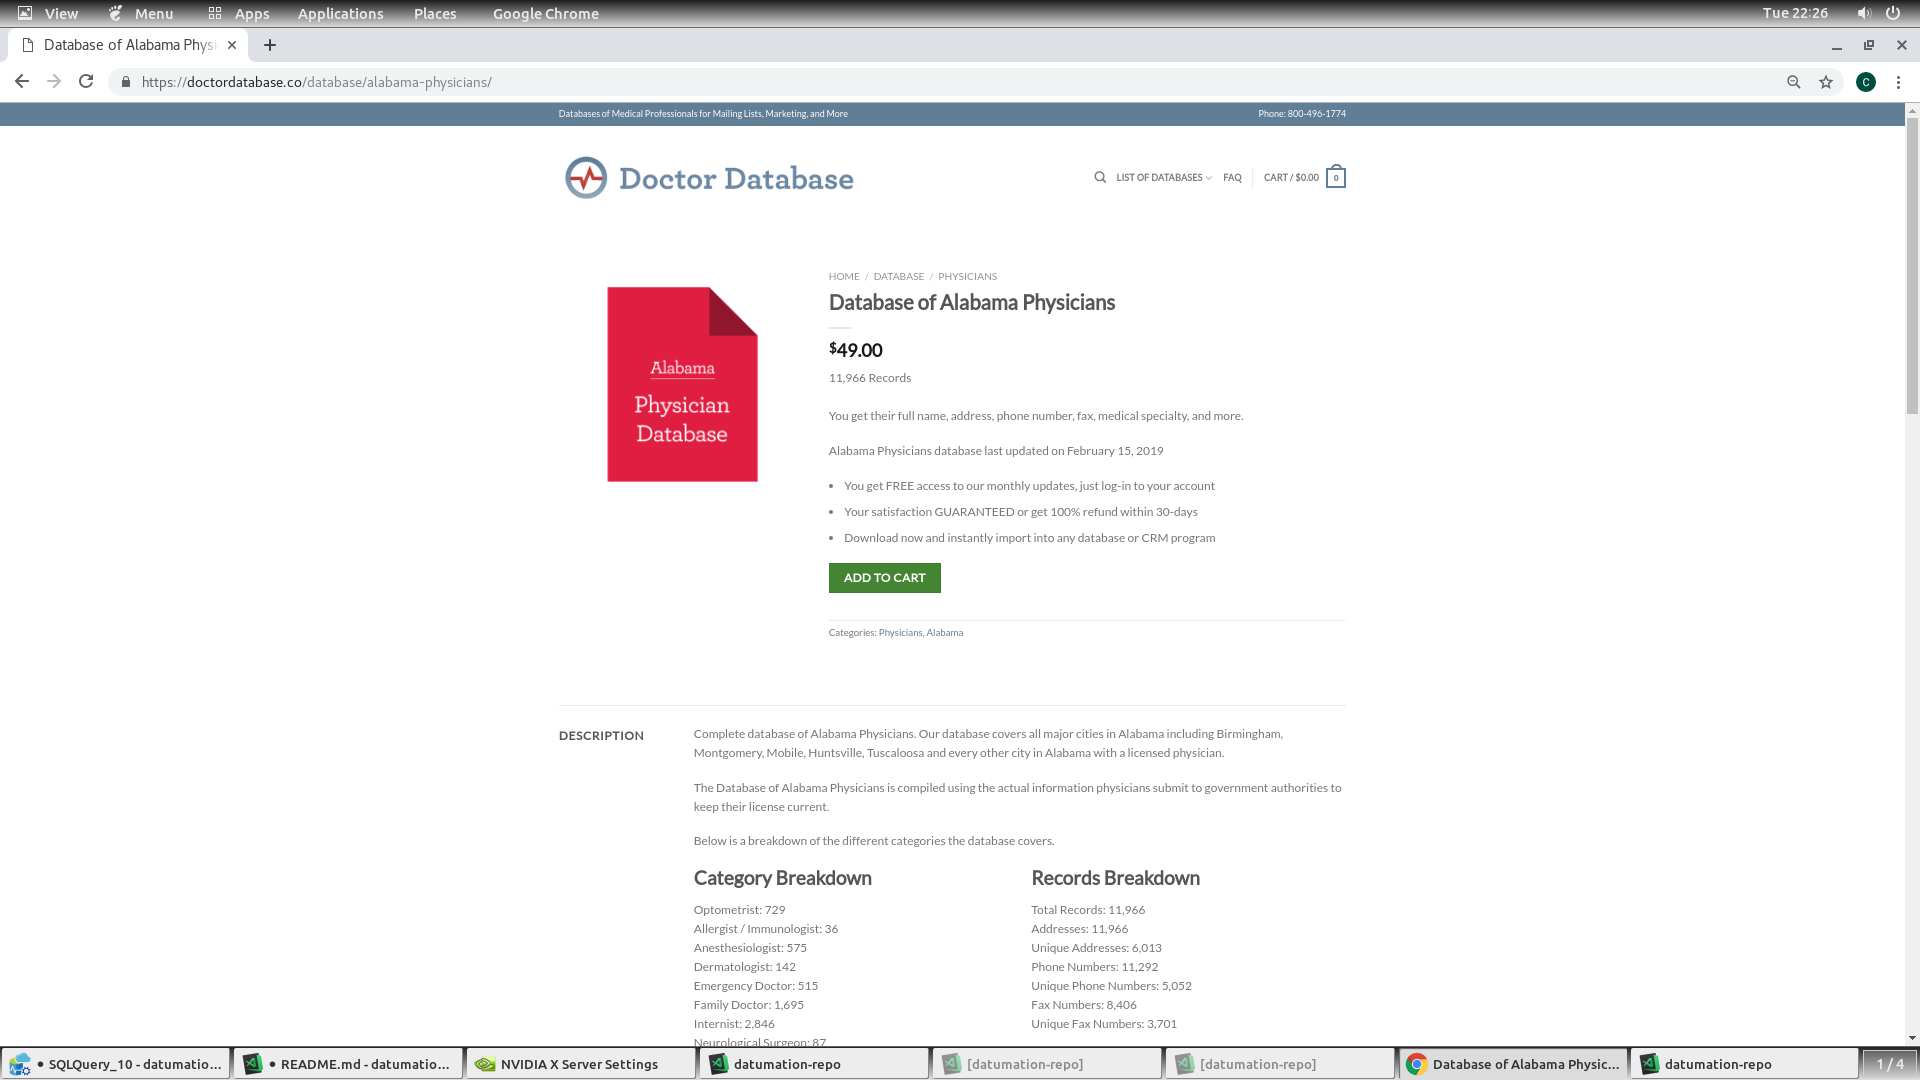 View Menu Apps Applications Places Google Chrome Tue 22:26
Database of Alabama Physi
https://doctordatabase.co/database/alabama-physicians/ C
Databases of Medical Professionals for Mailing Lists, Marketing, and More Phone: 800-496-1774
Doctor Database LIST OF DATABASES FAQ CART / $0.00 0
HOME / DATABASE / PHYSICIANS
Database of Alabama Physicians
$49.00
11,966 Records
Alabama
Physician
Database
You get their full name, address, phone number, fax, medical specialty, and more.
Alabama Physicians database last updated on February 15, 2019
• You get FREE access to our monthly updates, just log-in to your account
• Your satisfaction GUARANTEED or get 100% refund within 30-days
• Download now and instantly import into any database or CRM program
ADD TO CART
Categories: Physicians, Alabama
DESCRIPTION
Complete database of Alabama Physicians. Our database covers all major cities in Alabama including Birmingham,
Montgomery, Mobile, Huntsville, Tuscaloosa and every other city in Alabama with a licensed physician.
The Database of Alabama Physicians is compiled using the actual information physicians submit to government authorities to
keep their license current.
Below is a breakdown of the different categories the database covers.
Category Breakdown
Optometrist: 729
Allergist / Immunologist: 36
Anesthesiologist: 575
Dermatologist: 142
Emergency Doctor: 515
Family Doctor: 1,695
Internist: 2,846
Neurological Surgeon: 87
Records Breakdown
Total Records: 11,966
Addresses: 11,966
Unique Addresses: 6,013
Phone Numbers: 11,292
Unique Phone Numbers: 5,052
Fax Numbers: 8,406
Unique Fax Numbers: 3,701
• SQLQuery_10 - datumatio... • README.md - datumatio... NVIDIA X Server Settings datumation-repo [datumation-repo] [datumation-repo] Database of Alabama Physic... datumation-repo 1 / 4